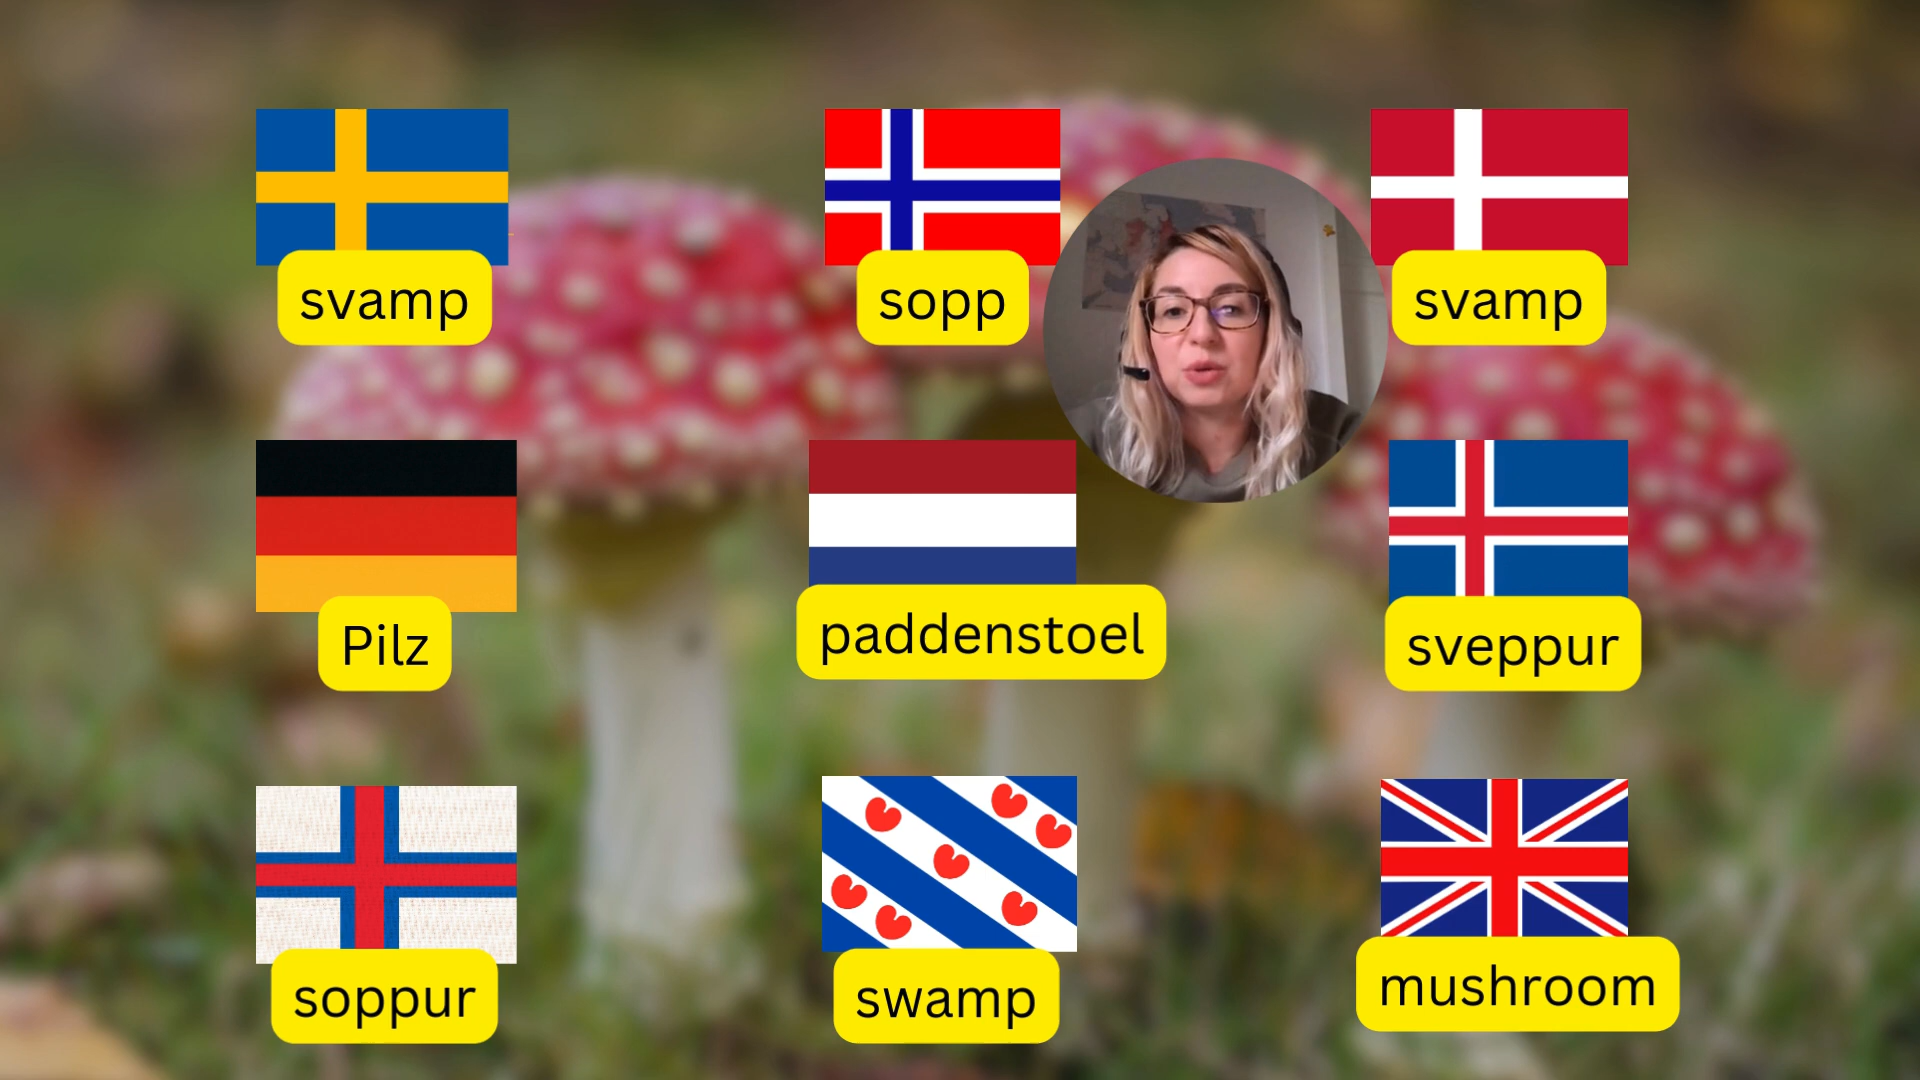 svamp
sopp
svamp
Pilz
paddenstoel
sveppur
soppur
swamp
mushroom